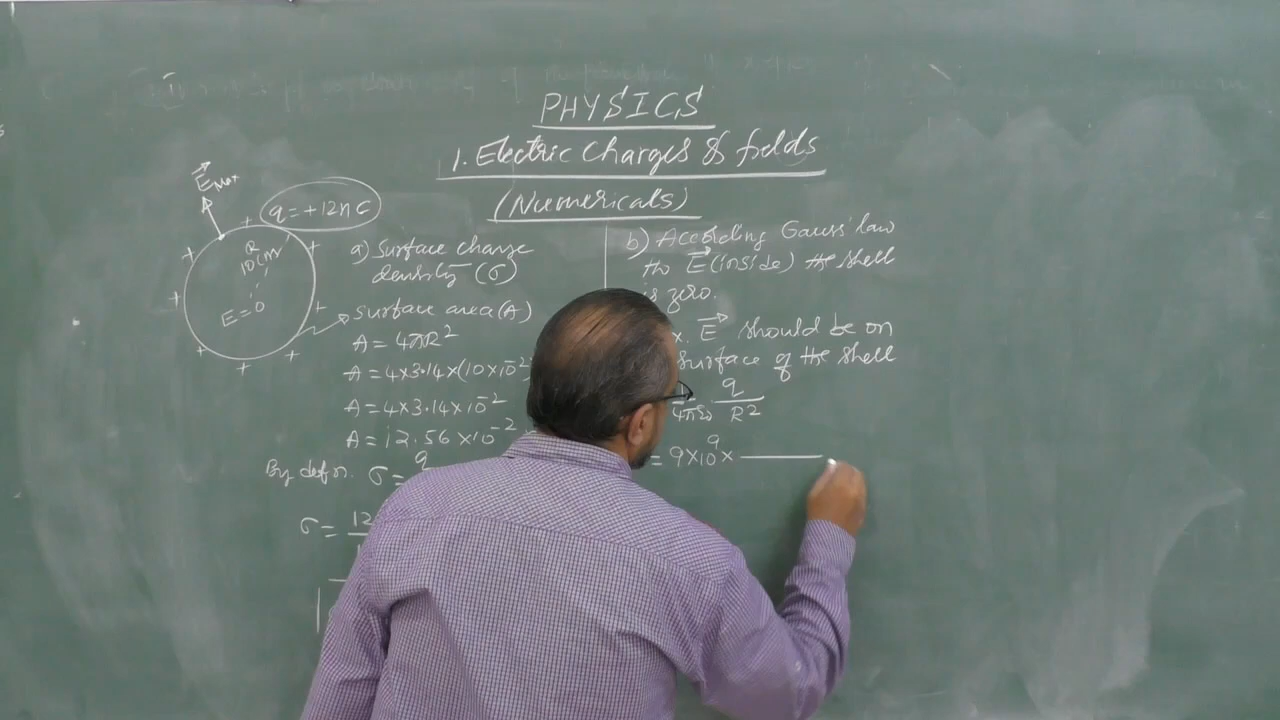 PHYSICS
1. Electric Charges & fields
(Numericals)
E Max
q = +12 n C
R
10cm
E = 0
a) Surface charge
density (σ)
surface area (A)
A = 4πR²
A = 4×3.14×(10×10⁻²
A = 4×3.14×10⁻²
A = 12.56×10⁻²
By defn. σ = q
σ = 12
b) According Gauss' law
the E⃗ (inside) the shell
is zero.
x. E⃗ should be on
surface of the shell
q
4πε₀ R²
= 9×10⁹×